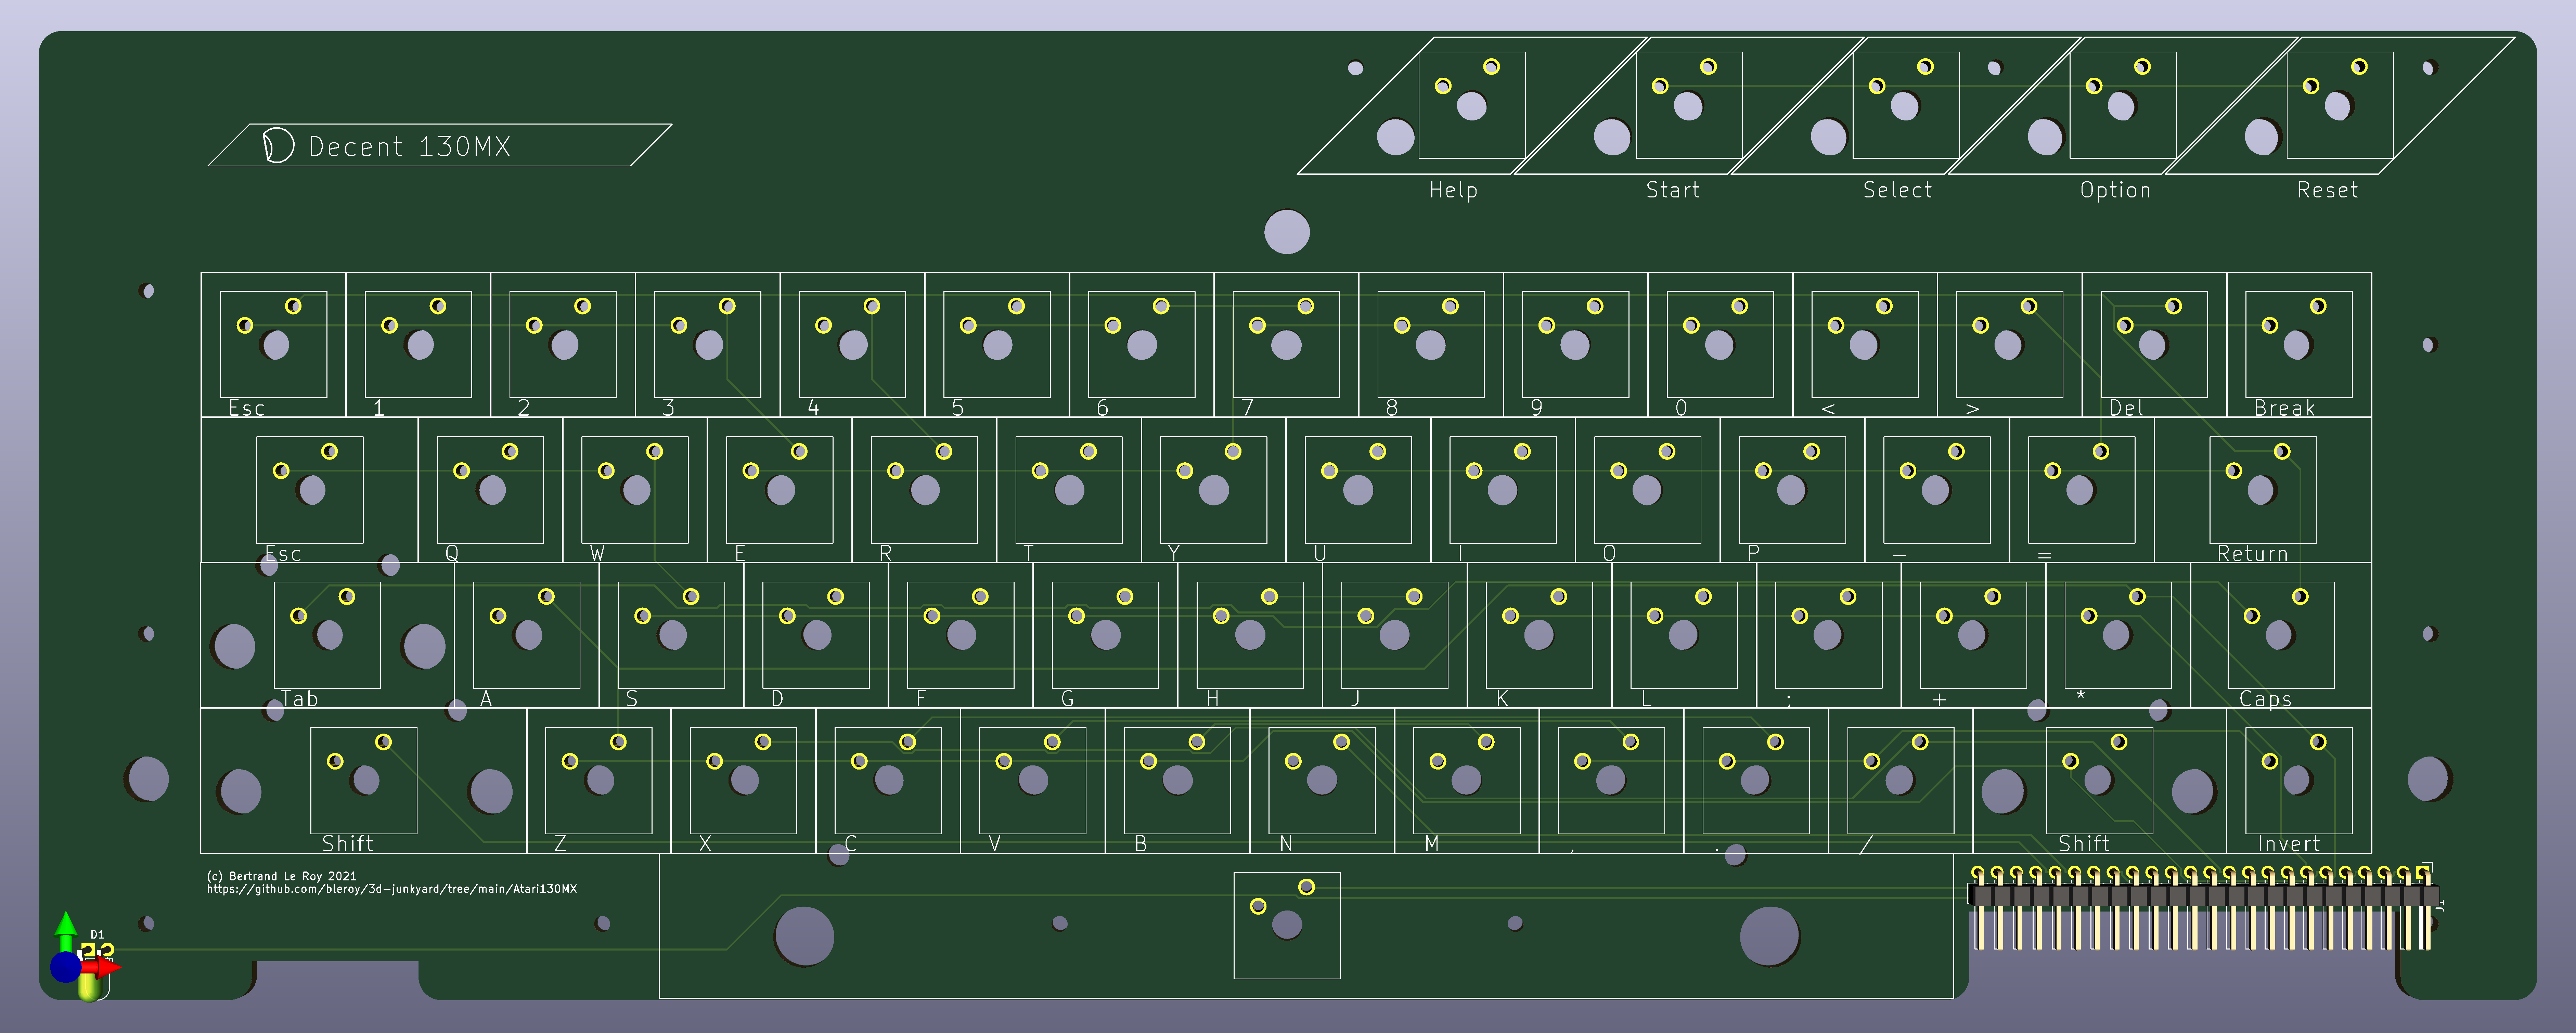 Decent 130MX
Help Start Select Option Reset
Esc 1 2 3 4 5 6 7 8 9 0 < > Del Break
Esc Q W E R T Y U I O P - = Return
Tab A S D F G H J K L ; + * Caps
Shift Z X C V B N M , . / Shift Invert
(c) Bertrand Le Roy 2021
https://github.com/bleroy/3d-junkyard/tree/main/Atari130MX
D1
J1